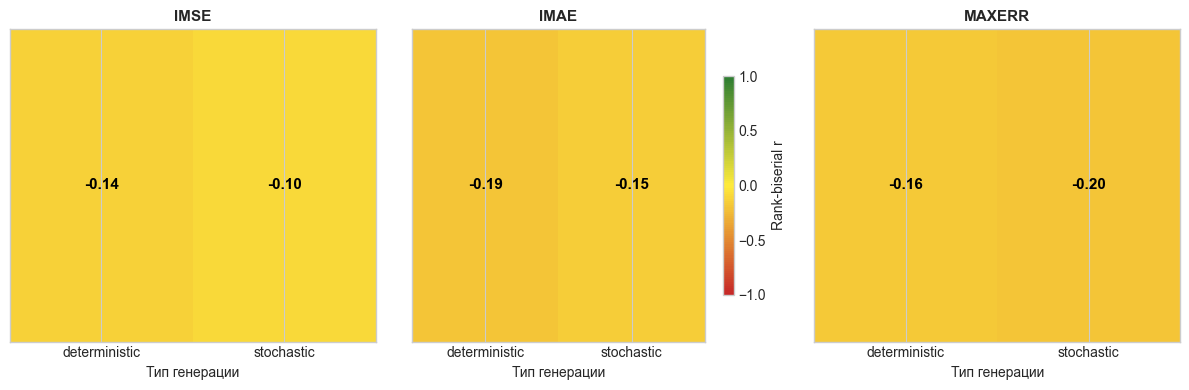 IMSE
-0.14
-0.10
deterministic
stochastic
Тип генерации
IMAE
-0.19
-0.15
deterministic
stochastic
Тип генерации
1.0
0.5
0.0
−0.5
−1.0
Rank-biserial r
MAXERR
-0.16
-0.20
deterministic
stochastic
Тип генерации